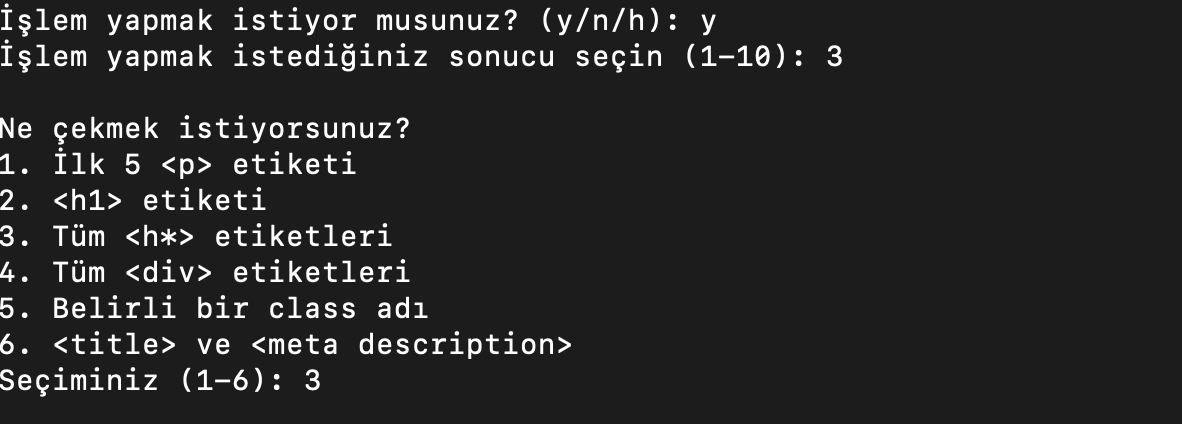 İşlem yapmak istiyor musunuz? (y/n/h): y
İşlem yapmak istediğiniz sonucu seçin (1-10): 3
Ne çekmek istiyorsunuz?
1. İlk 5 <p> etiketi
2. <h1> etiketi
3. Tüm <h*> etiketleri
4. Tüm <div> etiketleri
5. Belirli bir class adı
6. <title> ve <meta description>
Seçiminiz (1-6): 3